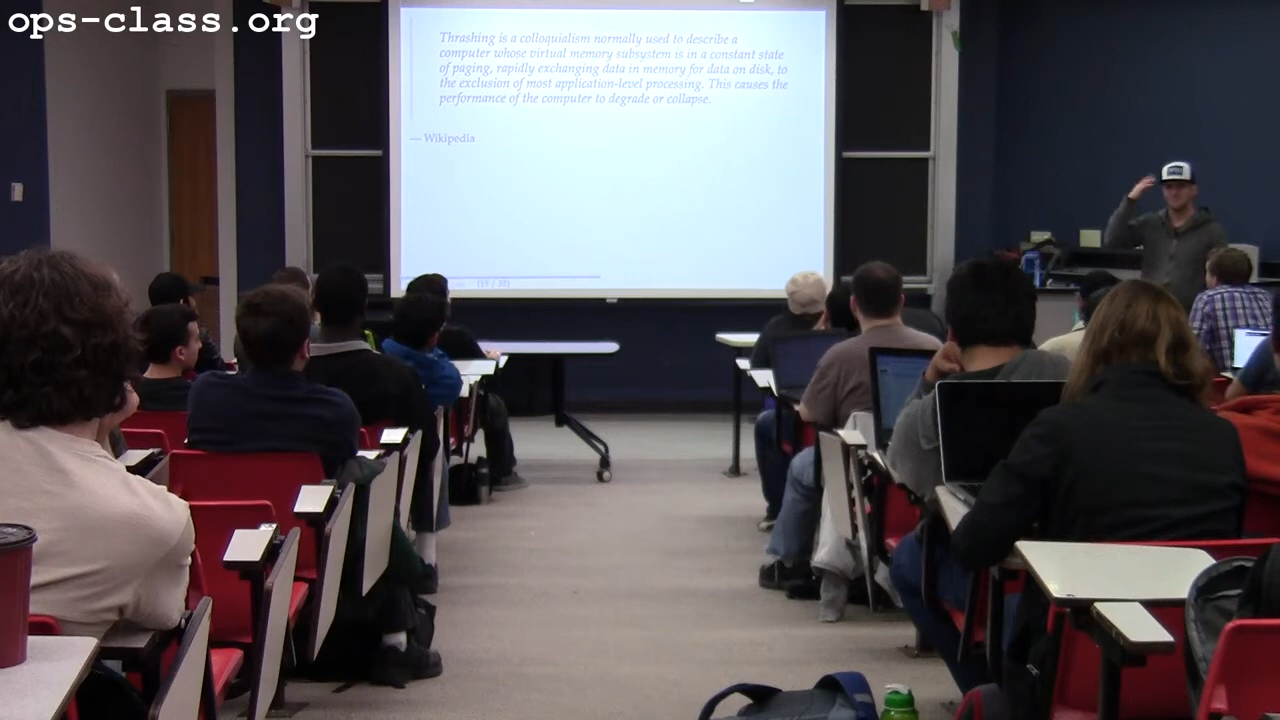 ops-class.org
Thrashing is a colloquialism normally used to describe a
computer whose virtual memory subsystem is in a constant state
of paging, rapidly exchanging data in memory for data on disk, to
the exclusion of most application-level processing. This causes the
performance of the computer to degrade or collapse.
— Wikipedia